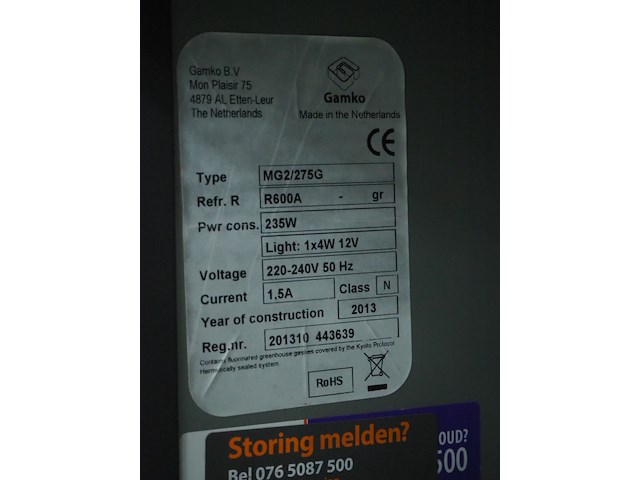 Gamko B.V
Mon Plaisir 75
4879 AL Etten-Leur
The Netherlands
Gamko
Made in the Netherlands
CE
Type MG2/275G
Refr. R R600A - gr
Pwr cons. 235W
Light: 1x4W 12V
Voltage 220-240V 50 Hz
Current 1,5A Class N
Year of construction 2013
Reg.nr. 201310 443639
Contains fluorinated greenhouse gasses covered by the Kyoto Protocol
Hermetically sealed system
RoHS
Storing melden?
Bel 076 5087 500
OUD?
500